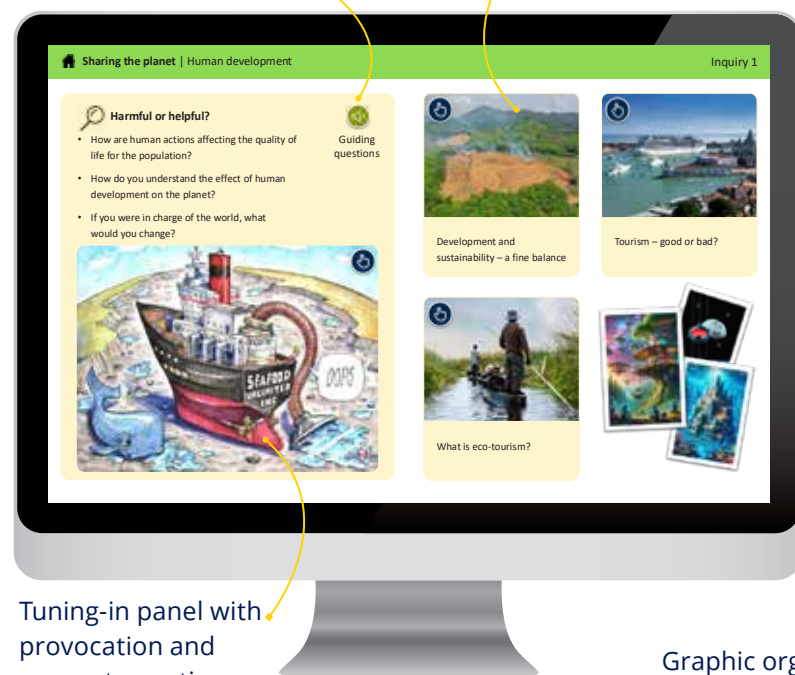 Sharing the planet | Human development
Inquiry 1
Harmful or helpful?
• How are human actions affecting the quality of
life for the population?
• How do you understand the effect of human
development on the planet?
• If you were in charge of the world, what
would you change?
Guiding
questions
SEAFOOD
UNLIMITED
INC
OOPS
Development and
sustainability – a fine balance
Tourism – good or bad?
What is eco-tourism?
Tuning-in panel with
provocation and
Graphic org